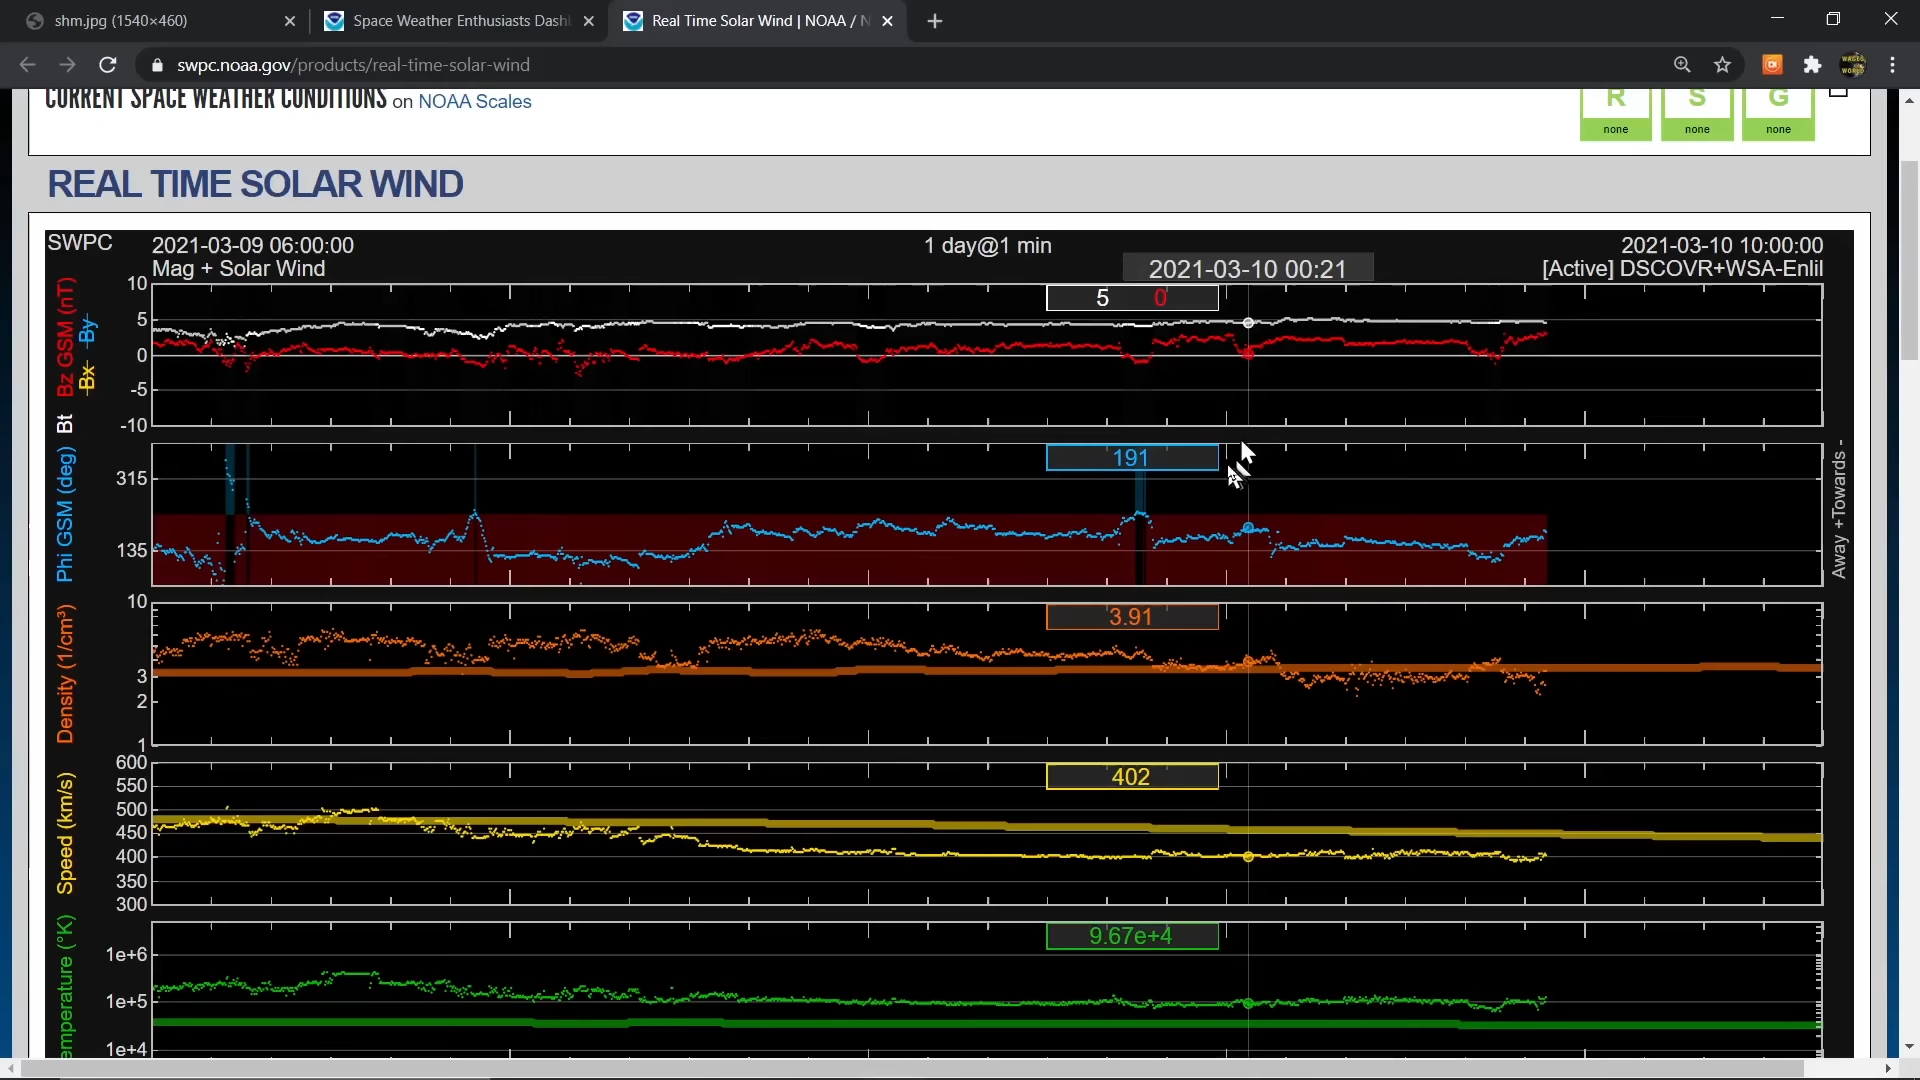 shm.jpg (1540×460)
Space Weather Enthusiasts Dash
Real Time Solar Wind | NOAA / N
swpc.noaa.gov/products/real-time-solar-wind
CURRENT SPACE WEATHER CONDITIONS on NOAA Scales
R S G
none none none
REAL TIME SOLAR WIND
SWPC 2021-03-09 06:00:00 1 day@1 min 2021-03-10 10:00:00
Mag + Solar Wind 2021-03-10 00:21 [Active] DSCOVR+WSA-Enlil
Bt Bz GSM (nT)
Bx By
10
5
0
-5
-10
5 0
Phi GSM (deg)
315
135
191
Away +Towards -
Density (1/cm³)
10
3
2
1
3.91
Speed (km/s)
600
550
500
450
400
350
300
402
emperature (°K)
1e+6
1e+5
1e+4
9.67e+4